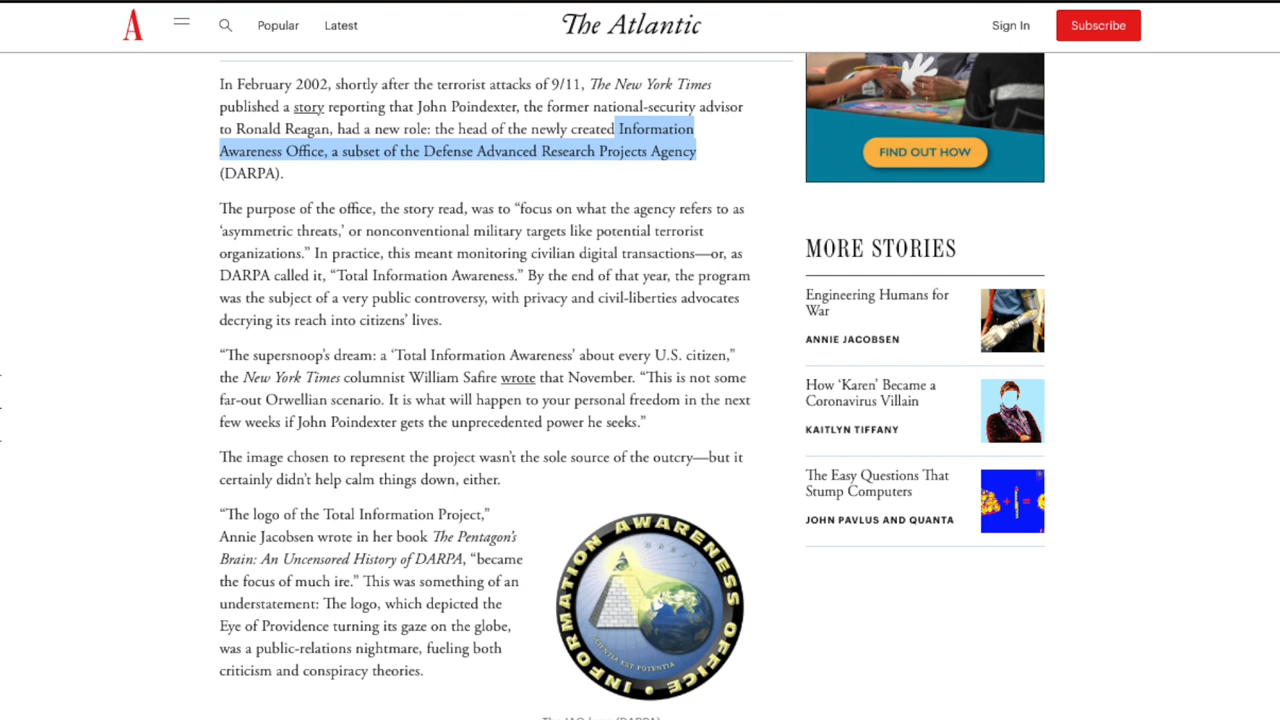 Popular
Latest
The Atlantic
Sign In
Subscribe
In February 2002, shortly after the terrorist attacks of 9/11, The New York Times
published a story reporting that John Poindexter, the former national-security advisor
to Ronald Reagan, had a new role: the head of the newly created Information
Awareness Office, a subset of the Defense Advanced Research Projects Agency
(DARPA).
The purpose of the office, the story read, was to “focus on what the agency refers to as
‘asymmetric threats,’ or nonconventional military targets like potential terrorist
organizations.” In practice, this meant monitoring civilian digital transactions—or, as
DARPA called it, “Total Information Awareness.” By the end of that year, the program
was the subject of a very public controversy, with privacy and civil-liberties advocates
decrying its reach into citizens’ lives.
“The supersnoop’s dream: a ‘Total Information Awareness’ about every U.S. citizen,”
the New York Times columnist William Safire wrote that November. “This is not some
far-out Orwellian scenario. It is what will happen to your personal freedom in the next
few weeks if John Poindexter gets the unprecedented power he seeks.”
The image chosen to represent the project wasn’t the sole source of the outcry—but it
certainly didn’t help calm things down, either.
“The logo of the Total Information Project,”
Annie Jacobsen wrote in her book The Pentagon’s
Brain: An Uncensored History of DARPA, “became
the focus of much ire.” This was something of an
understatement: The logo, which depicted the
Eye of Providence turning its gaze on the globe,
was a public-relations nightmare, fueling both
criticism and conspiracy theories.
INFORMATION AWARENESS OFFICE
DARPA
SCIENTIA EST POTENTIA
The IAO logo (DARPA)
FIND OUT HOW
MORE STORIES
Engineering Humans for
War
ANNIE JACOBSEN
How ‘Karen’ Became a
Coronavirus Villain
KAITLYN TIFFANY
The Easy Questions That
Stump Computers
JOHN PAVLUS AND QUANTA